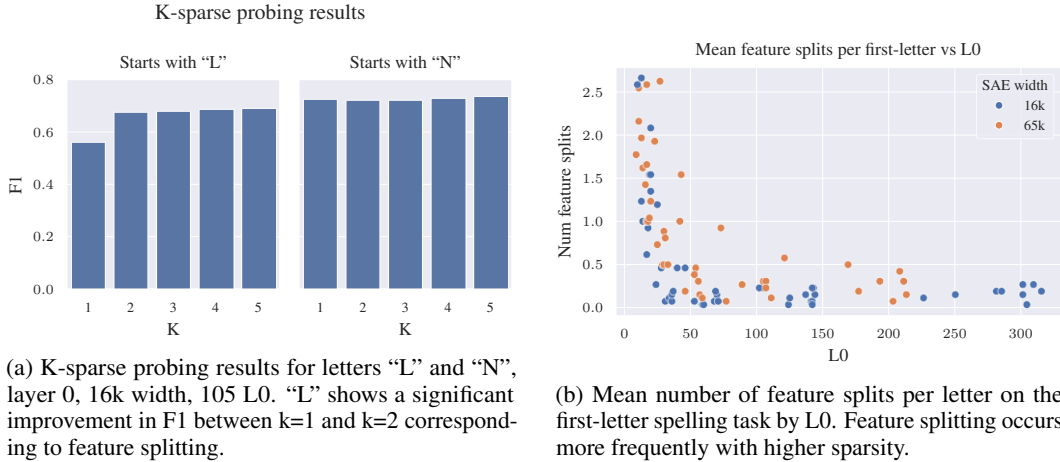 K-sparse probing results
Starts with “L”
Starts with “N”
0.8
0.6
0.4
0.2
0.0
F1
1 2 3 4 5
K
1 2 3 4 5
K
(a) K-sparse probing results for letters “L” and “N”,
layer 0, 16k width, 105 L0. “L” shows a significant
improvement in F1 between k=1 and k=2 correspond-
ing to feature splitting.
Mean feature splits per first-letter vs L0
SAE width
16k
65k
2.5
2.0
1.5
1.0
0.5
0.0
Num feature splits
0 50 100 150 200 250 300
L0
(b) Mean number of feature splits per letter on the
first-letter spelling task by L0. Feature splitting occurs
more frequently with higher sparsity.